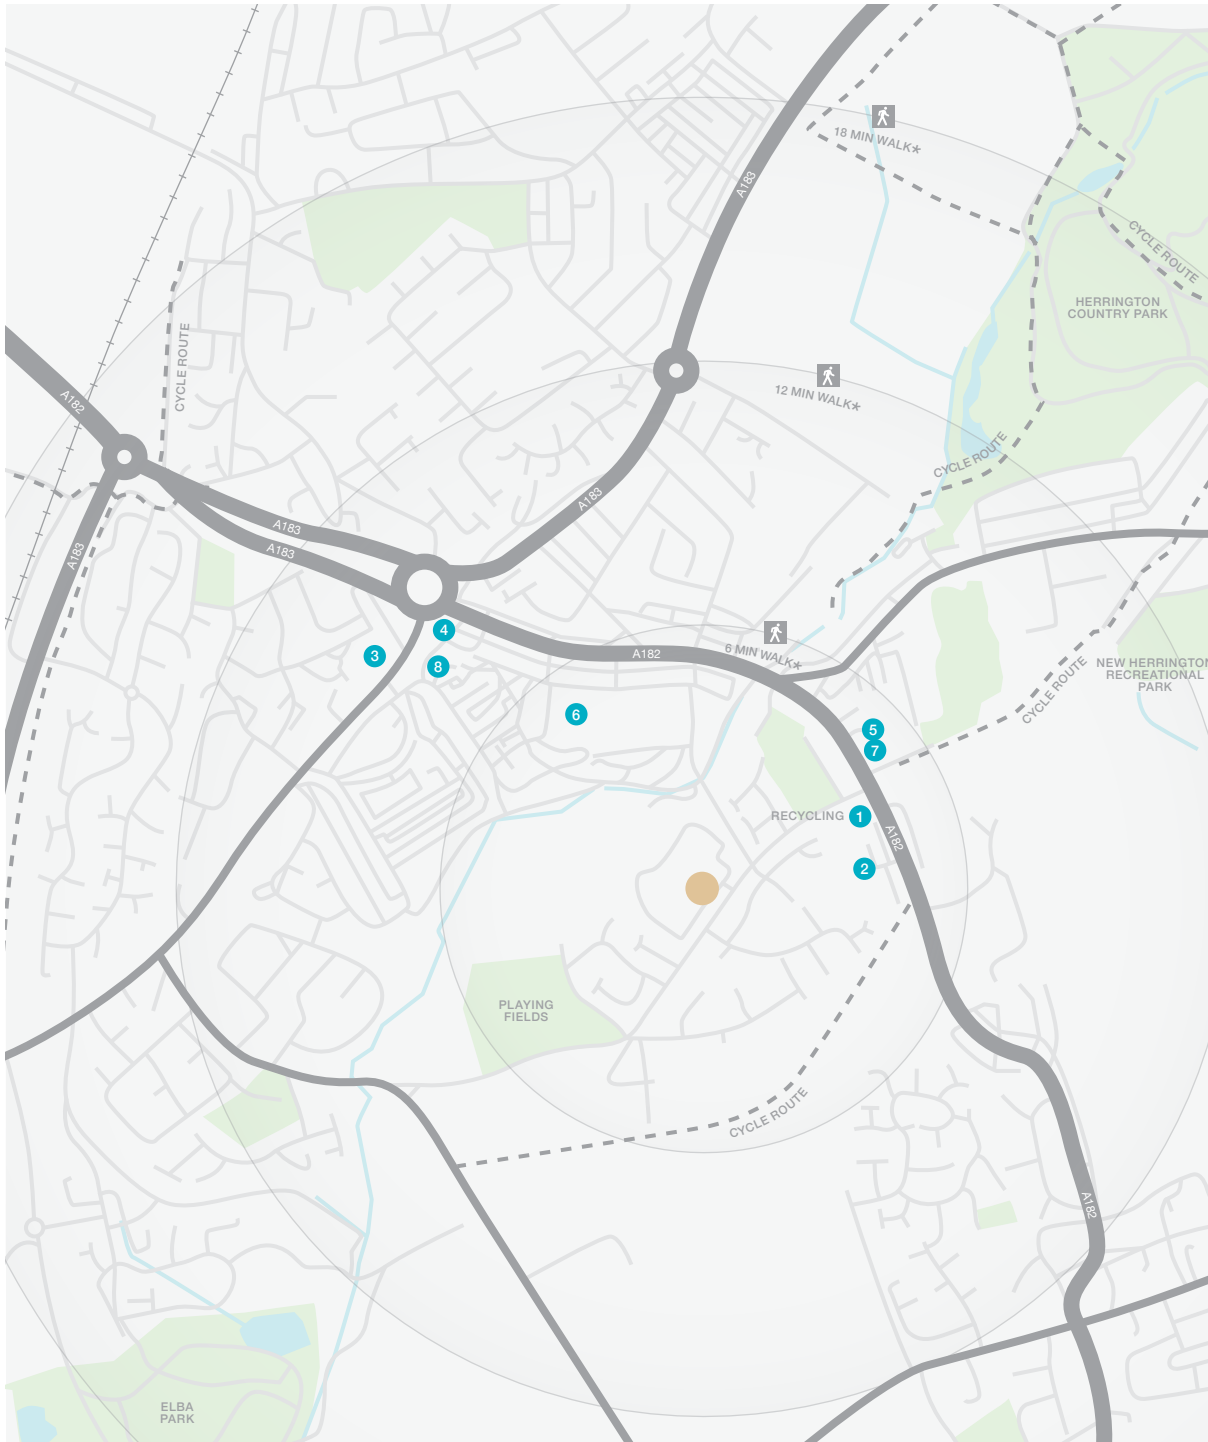 18 MIN WALK*
A183
CYCLE ROUTE
HERRINGTON
COUNTRY PARK
CYCLE ROUTE
12 MIN WALK*
A182
CYCLE ROUTE
A183
A183
A183
A183
4
6 MIN WALK*
3
8
A182
NEW HERRINGTON
RECREATIONAL
PARK
CYCLE ROUTE
6
5
7
RECYCLING
1
A182
2
PLAYING
FIELDS
CYCLE ROUTE
A182
ELBA
PARK